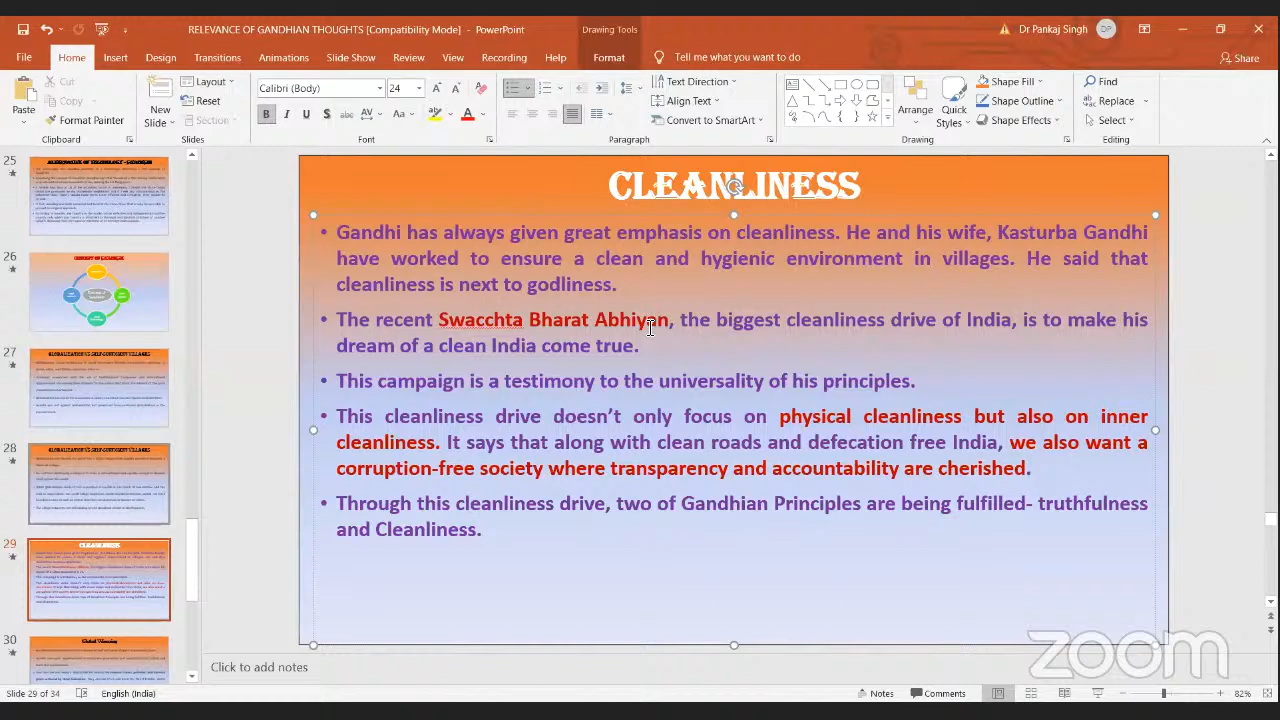 RELEVANCE OF GANDHIAN THOUGHTS [Compatibility Mode] - PowerPoint
Drawing Tools
Dr Pankaj Singh
DP
File
Home
Insert
Design
Transitions
Animations
Slide Show
Review
View
Recording
Help
Format
Tell me what you want to do
Share
Paste
Cut
Copy
Format Painter
Clipboard
New
Slide
Layout
Reset
Section
Slides
Calibri (Body)
24
Font
Text Direction
Align Text
Convert to SmartArt
Paragraph
Arrange
Quick
Styles
Shape Fill
Shape Outline
Shape Effects
Drawing
Find
Replace
Select
Editing
25
26
27
28
29
30
CLEANLINESS
• Gandhi has always given great emphasis on cleanliness. He and his wife, Kasturba Gandhi
have worked to ensure a clean and hygienic environment in villages. He said that
cleanliness is next to godliness.
• The recent Swacchta Bharat Abhiyan, the biggest cleanliness drive of India, is to make his
dream of a clean India come true.
• This campaign is a testimony to the universality of his principles.
• This cleanliness drive doesn’t only focus on physical cleanliness but also on inner
cleanliness. It says that along with clean roads and defecation free India, we also want a
corruption-free society where transparency and accountability are cherished.
• Through this cleanliness drive, two of Gandhian Principles are being fulfilled- truthfulness
and Cleanliness.
zoom
Click to add notes
Slide 29 of 34
English (India)
Notes
Comments
82%